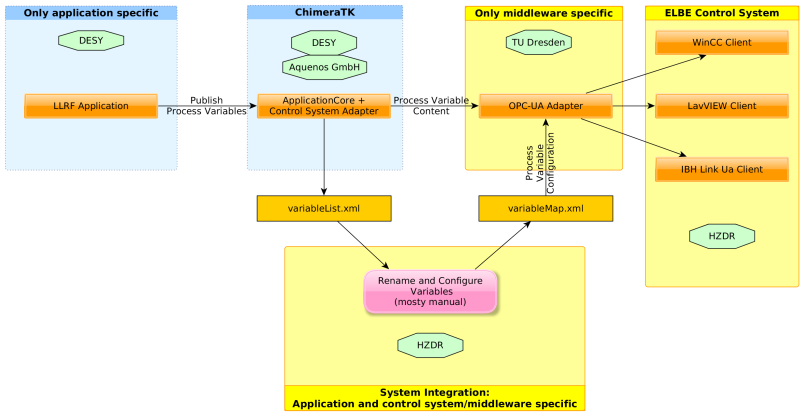 Only application specific
DESY
LLRF Application
Publish
Process Variables
ChimeraTK
DESY
Aquenos GmbH
ApplicationCore +
Control System Adapter
Process Variable
Content
Only middleware specific
TU Dresden
OPC-UA Adapter
Process
Variable
Configuration
ELBE Control System
WinCC Client
LavVIEW Client
IBH Link Ua Client
HZDR
variableList.xml
variableMap.xml
Rename and Configure
Variables
(mosty manual)
HZDR
System Integration:
Application and control system/middleware specific